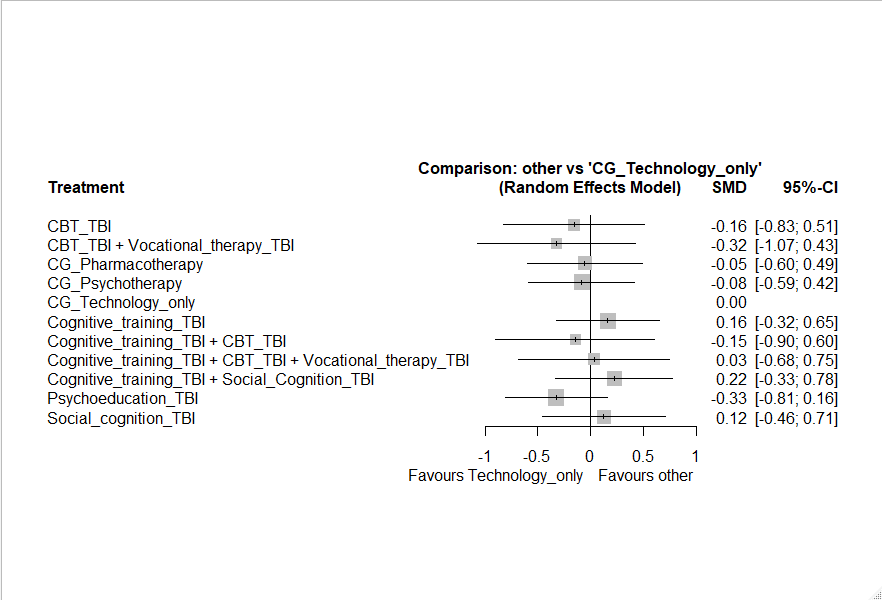 Comparison: other vs 'CG_Technology_only'
Treatment (Random Effects Model) SMD 95%-CI
CBT_TBI -0.16 [-0.83; 0.51]
CBT_TBI + Vocational_therapy_TBI -0.32 [-1.07; 0.43]
CG_Pharmacotherapy -0.05 [-0.60; 0.49]
CG_Psychotherapy -0.08 [-0.59; 0.42]
CG_Technology_only 0.00
Cognitive_training_TBI 0.16 [-0.32; 0.65]
Cognitive_training_TBI + CBT_TBI -0.15 [-0.90; 0.60]
Cognitive_training_TBI + CBT_TBI + Vocational_therapy_TBI 0.03 [-0.68; 0.75]
Cognitive_training_TBI + Social_Cognition_TBI 0.22 [-0.33; 0.78]
Psychoeducation_TBI -0.33 [-0.81; 0.16]
Social_cognition_TBI 0.12 [-0.46; 0.71]
-1 -0.5 0 0.5 1
Favours Technology_only Favours other